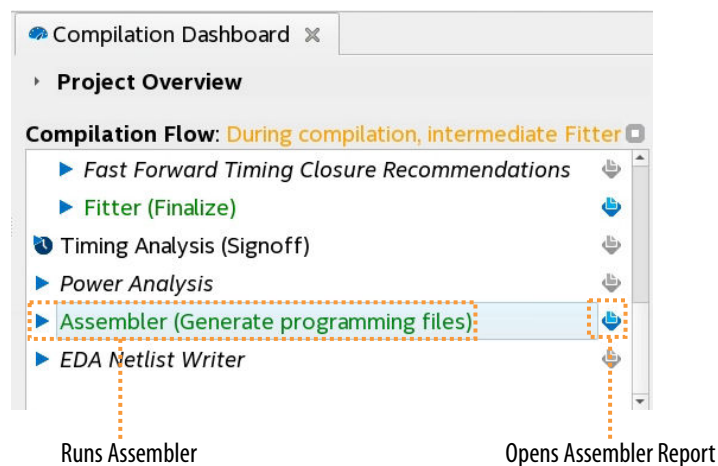 Compilation Dashboard
Project Overview
Compilation Flow: During compilation, intermediate Fitter
Fast Forward Timing Closure Recommendations
Fitter (Finalize)
Timing Analysis (Signoff)
Power Analysis
Assembler (Generate programming files)
EDA Netlist Writer
Runs Assembler Opens Assembler Report